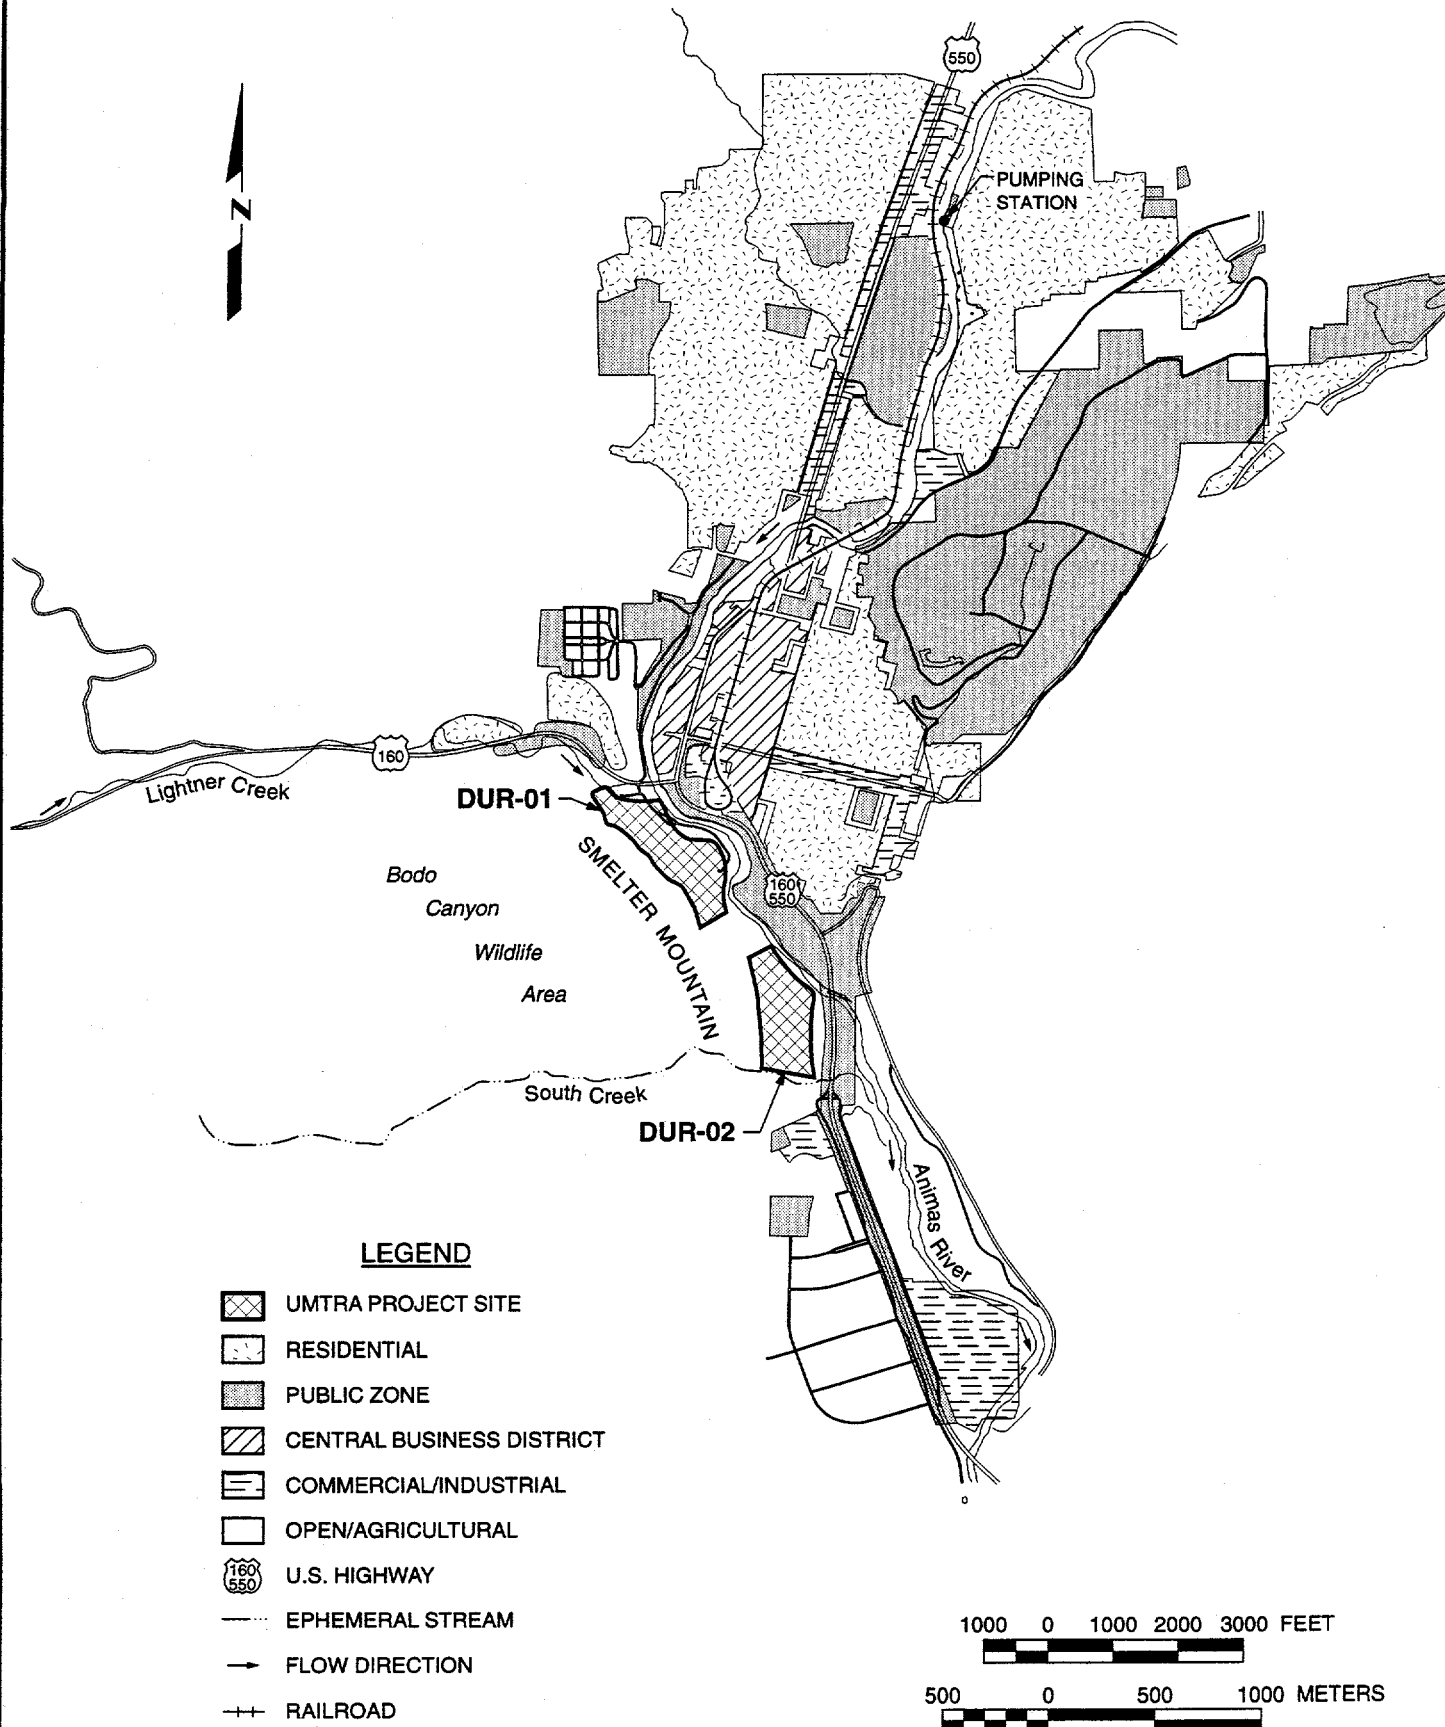 550
N
PUMPING
STATION
160
Lightner Creek
DUR-01
SMELTER MOUNTAIN
Bodo
Canyon
Wildlife
Area
160
550
South Creek
DUR-02
Animas River
LEGEND
UMTRA PROJECT SITE
RESIDENTIAL
PUBLIC ZONE
CENTRAL BUSINESS DISTRICT
COMMERCIAL/INDUSTRIAL
OPEN/AGRICULTURAL
160
550
U.S. HIGHWAY
EPHEMERAL STREAM
FLOW DIRECTION
RAILROAD
1000 0 1000 2000 3000 FEET
500 0 500 1000 METERS